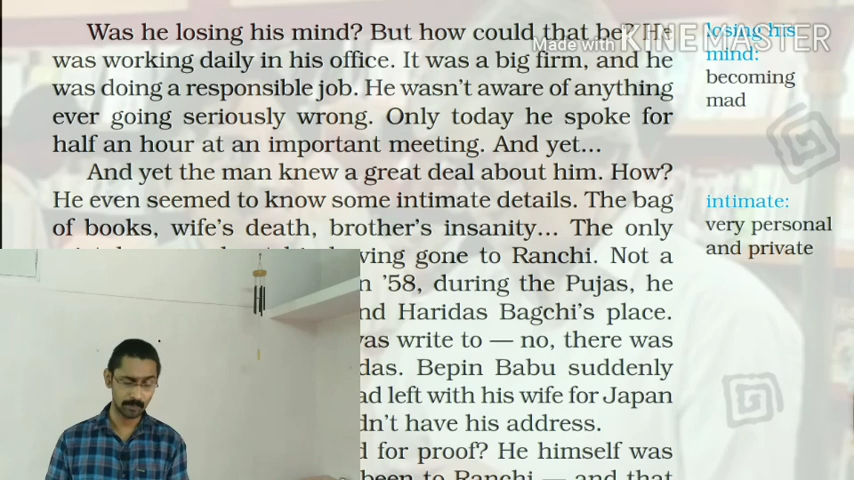 Was he losing his mind? But how could that be? He
was working daily in his office. It was a big firm, and he
was doing a responsible job. He wasn't aware of anything
ever going seriously wrong. Only today he spoke for
half an hour at an important meeting. And yet...
And yet the man knew a great deal about him. How?
He even seemed to know some intimate details. The bag
of books, wife's death, brother's insanity... The only
gone to Ranchi. Not a
'58, during the Pujas, he
Haridas Bagchi's place.
write to — no, there was
Bepin Babu suddenly
left with his wife for Japan
have his address.
for proof? He himself was
been to Ranchi — and that
losing his
mind:
becoming
mad
intimate:
very personal
and private
Made with KINEMASTER